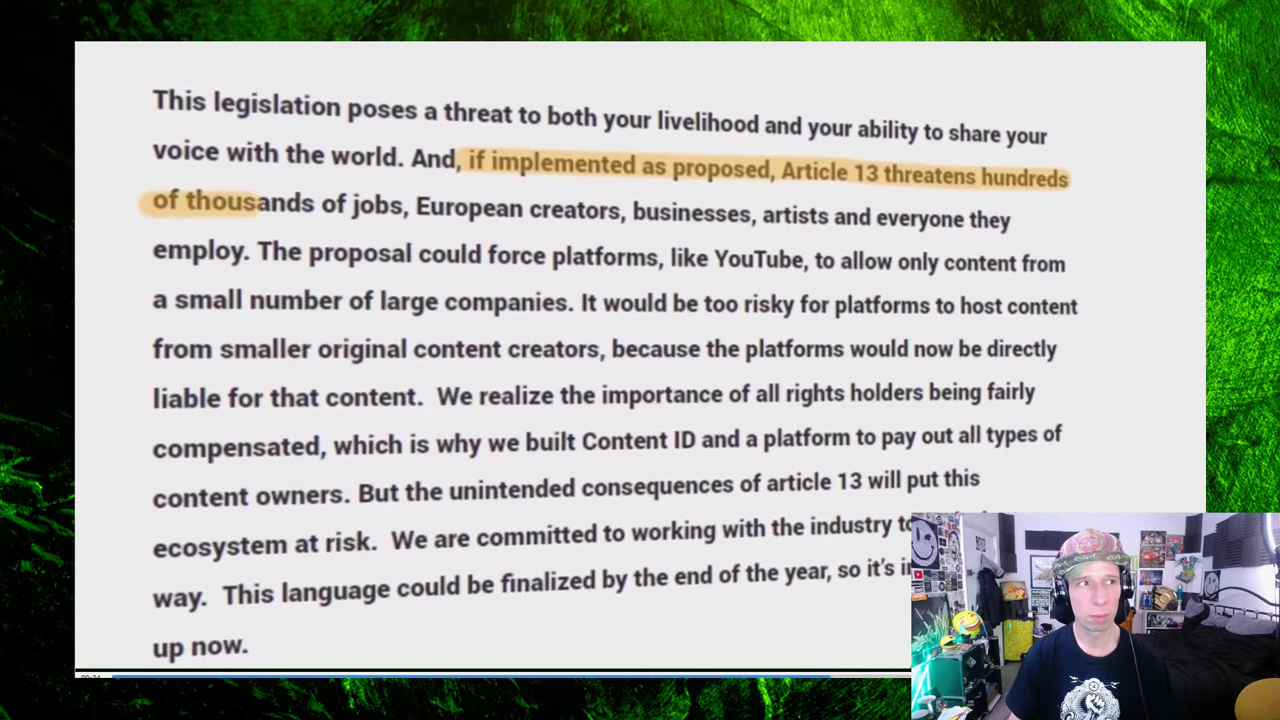 This legislation poses a threat to both your livelihood and your ability to share your
voice with the world. And, if implemented as proposed, Article 13 threatens hundreds
of thousands of jobs, European creators, businesses, artists and everyone they
employ. The proposal could force platforms, like YouTube, to allow only content from
a small number of large companies. It would be too risky for platforms to host content
from smaller original content creators, because the platforms would now be directly
liable for that content. We realize the importance of all rights holders being fairly
compensated, which is why we built Content ID and a platform to pay out all types of
content owners. But the unintended consequences of article 13 will put this
ecosystem at risk. We are committed to working with the industry to
way. This language could be finalized by the end of the year, so it's
up now.